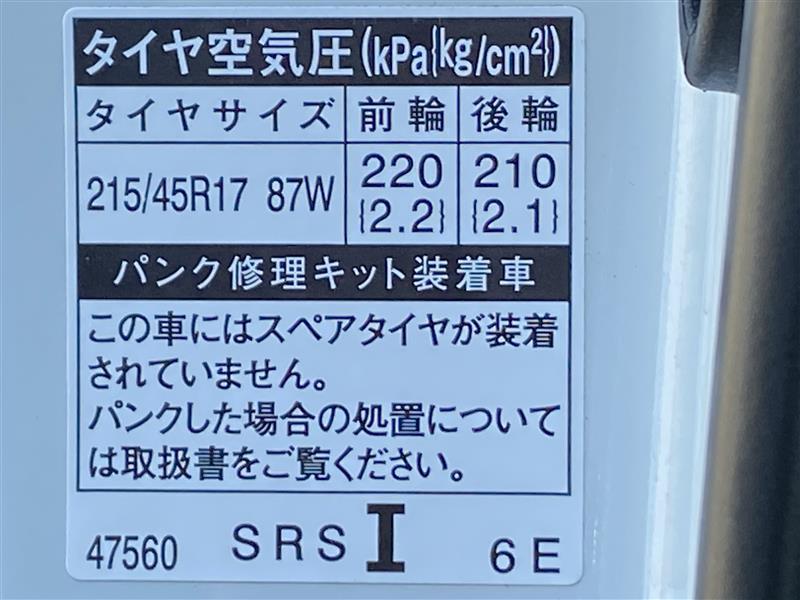 タイヤ空気圧(kPa{kg/cm²})
タイヤサイズ 前輪 後輪
215/45R17 87W 220 {2.2} 210 {2.1}
パンク修理キット装着車
この車にはスペアタイヤが装着
されていません。
パンクした場合の処置について
は取扱書をご覧ください。
47560 SRS I 6E